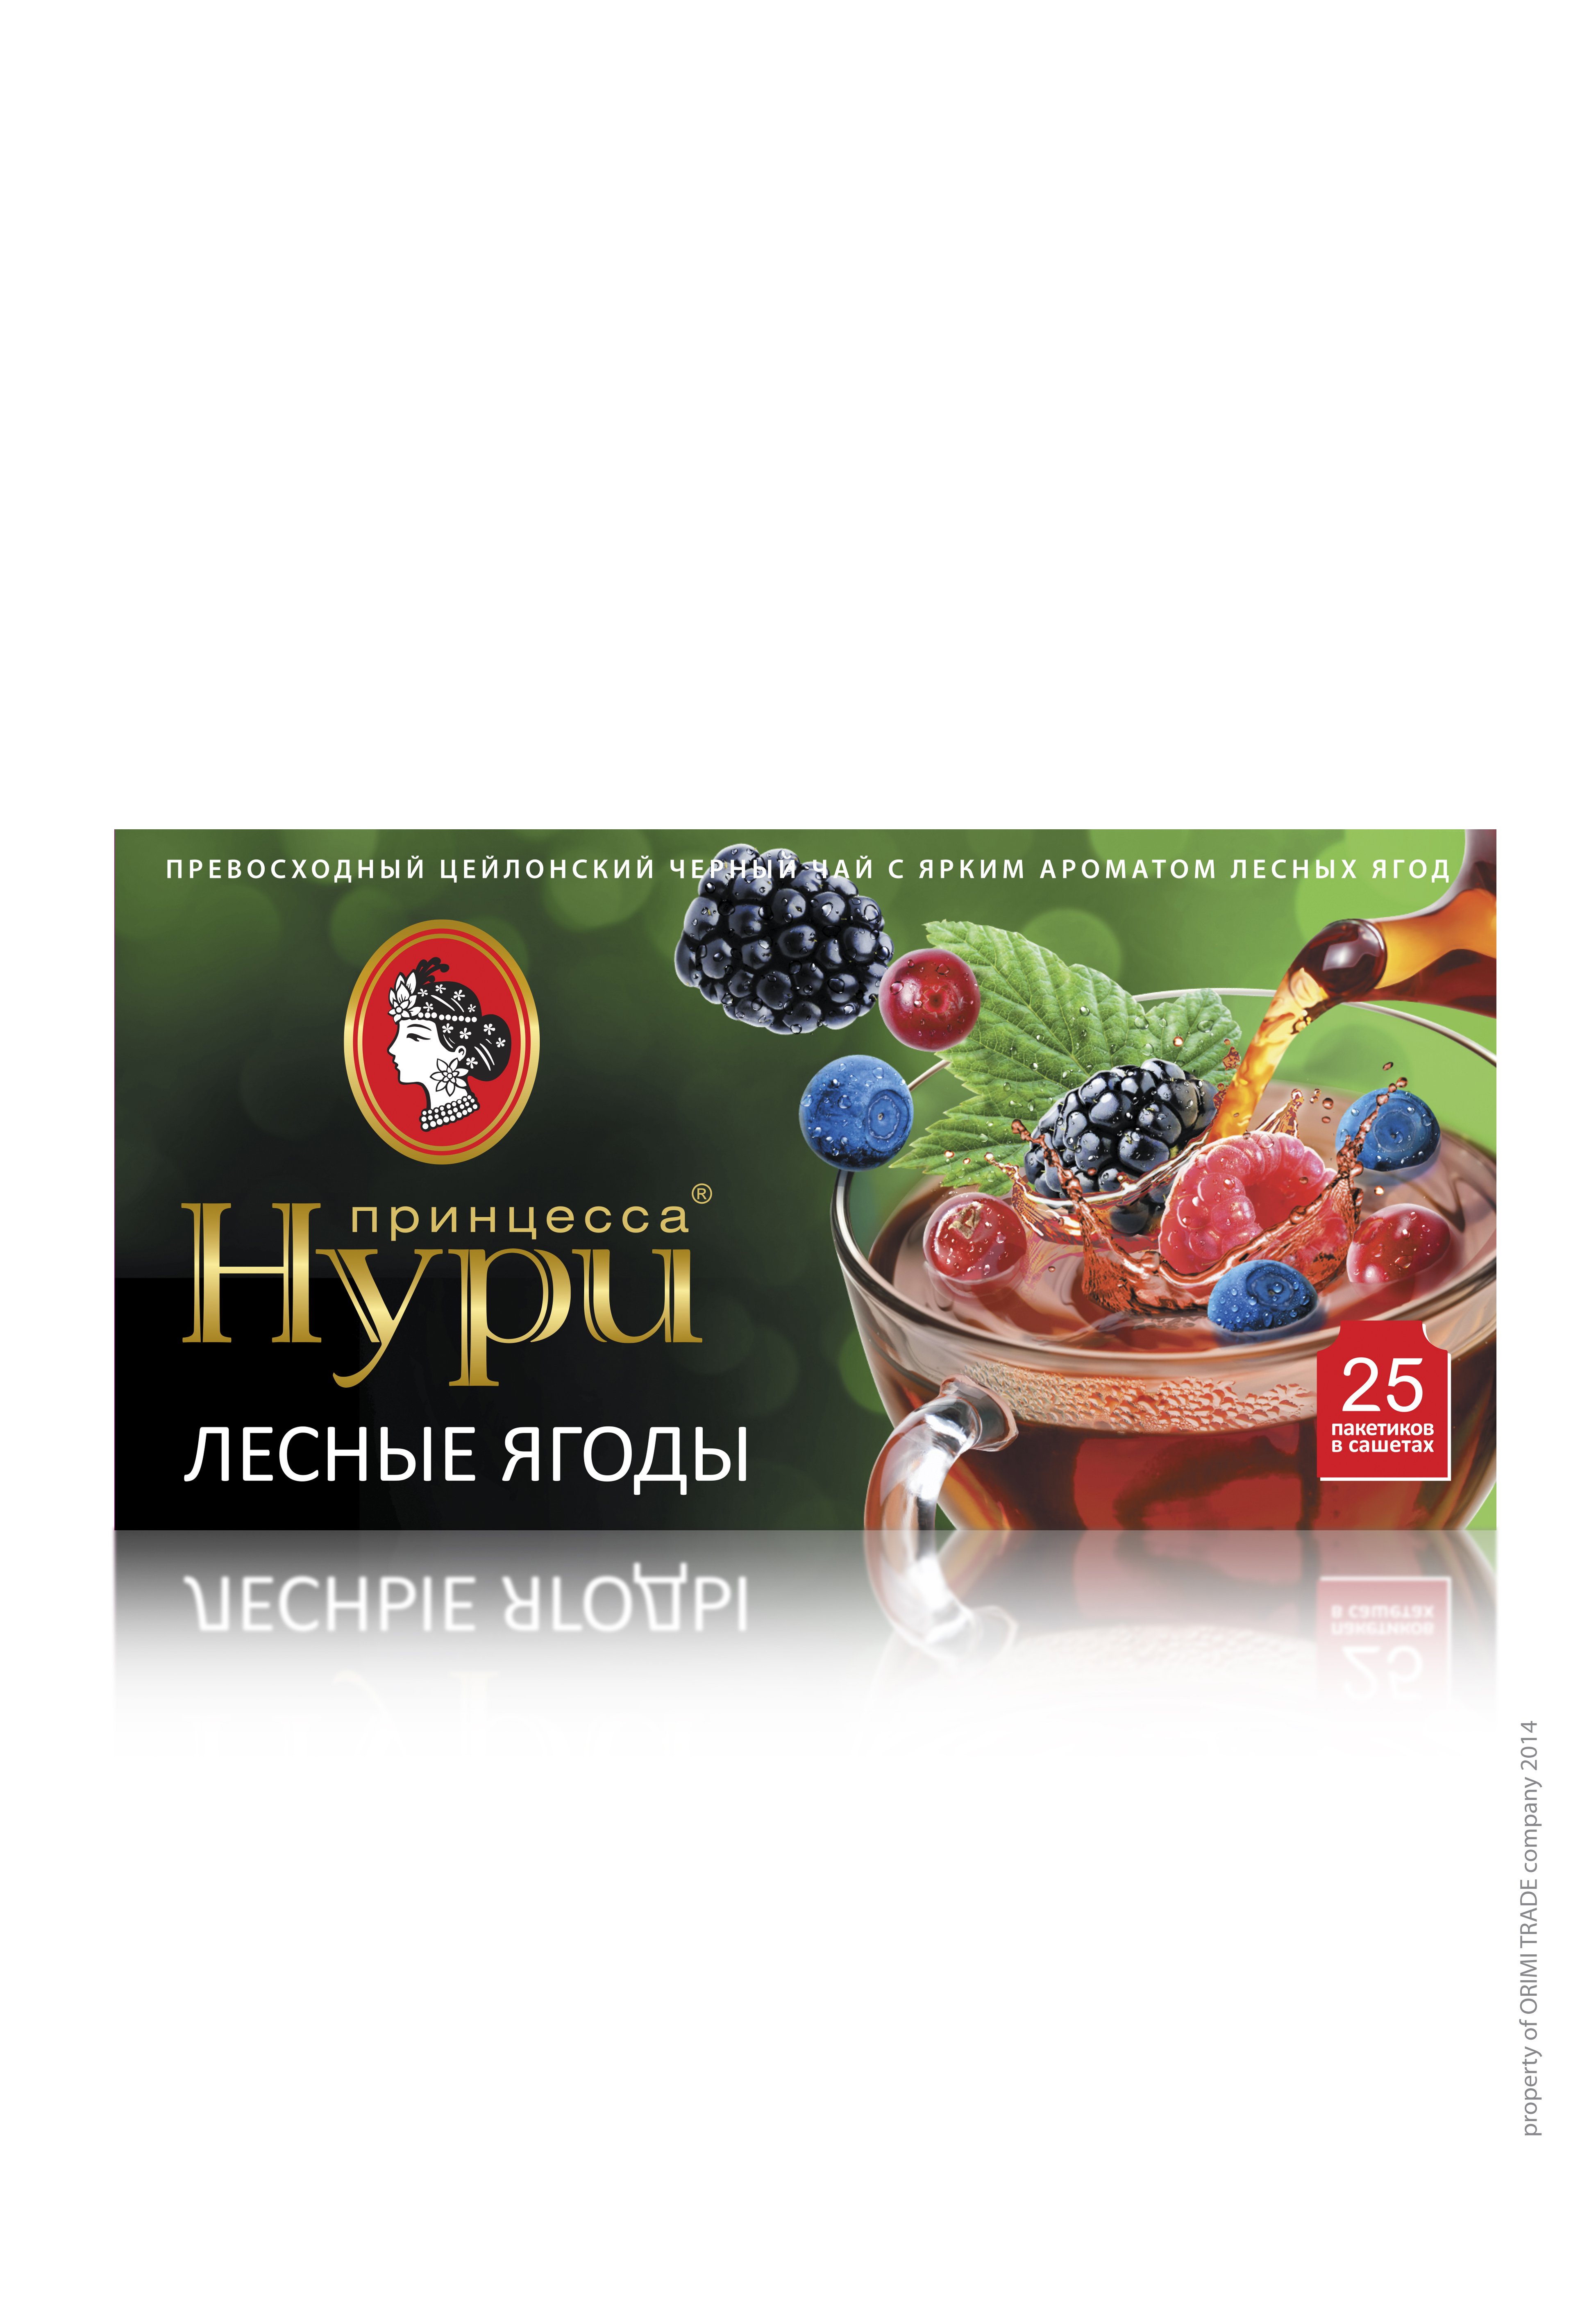 ПРЕВОСХОДНЫЙ ЦЕЙЛОНСКИЙ ЧЕРНЫЙ ЧАЙ С ЯРКИМ АРОМАТОМ ЛЕСНЫХ ЯГОД
принцесса®
Нури
ЛЕСНЫЕ ЯГОДЫ
25
пакетиков
в сашетах
property of ORIMI TRADE company 2014